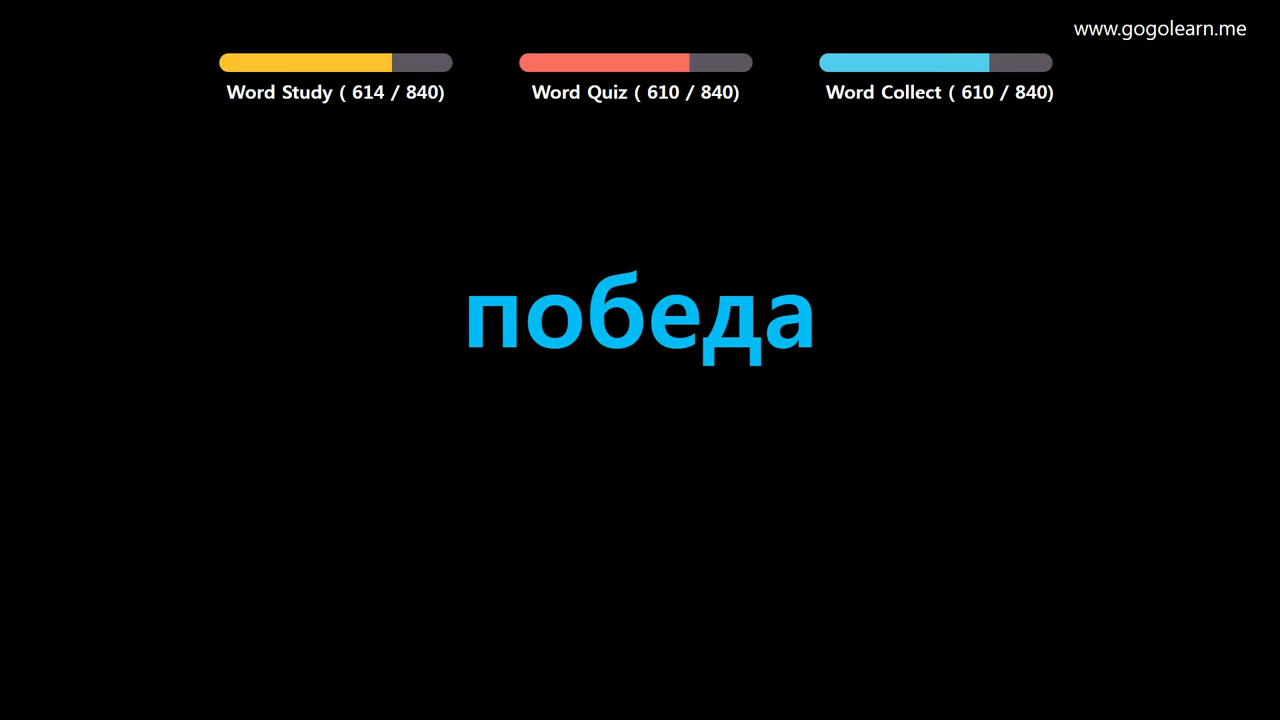 www.gogolearn.me
Word Study ( 614 / 840)
Word Quiz ( 610 / 840)
Word Collect ( 610 / 840)
победа